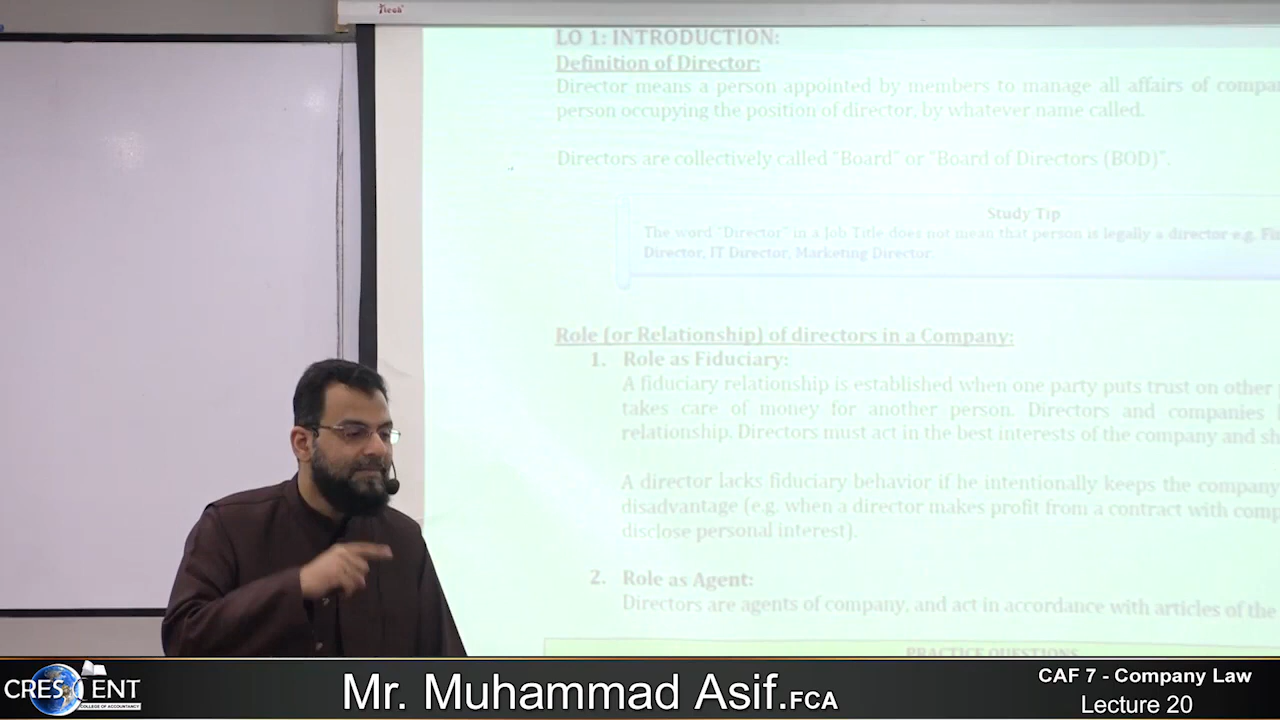 LO 1: INTRODUCTION:
Definition of Director:
Director means a person appointed by members to manage all affairs of
person occupying the position of director, by whatever name called.
Directors are collectively called "Board" or "Board of Directors (BOD)".
Study Tip
The word "Director" in a Job Title does not mean that person is legally a director e.g.
Director, IT Director, Marketing Director.
Role (or Relationship) of directors in a Company:
1. Role as Fiduciary:
A fiduciary relationship is established when one party puts trust on other
takes care of money for another person. Directors and companies
relationship. Directors must act in the best interests of the company and
A director lacks fiduciary behavior if he intentionally keeps the company
disadvantage (e.g. when a director makes profit from a contract with
disclose personal interest).
2. Role as Agent:
Directors are agents of company, and act in accordance with articles of the
PRACTICE QUESTIONS
CRESCENT
COLLEGE OF ACCOUNTANCY
Mr. Muhammad Asif.FCA
CAF 7 - Company Law
Lecture 20